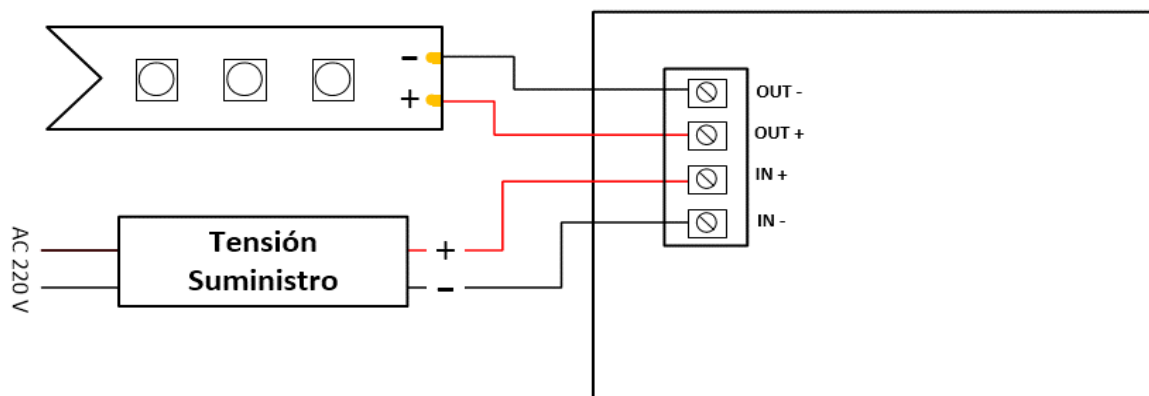 -
+
OUT -
OUT +
IN +
IN -
AC 220 V
Tensión
Suministro
+
-